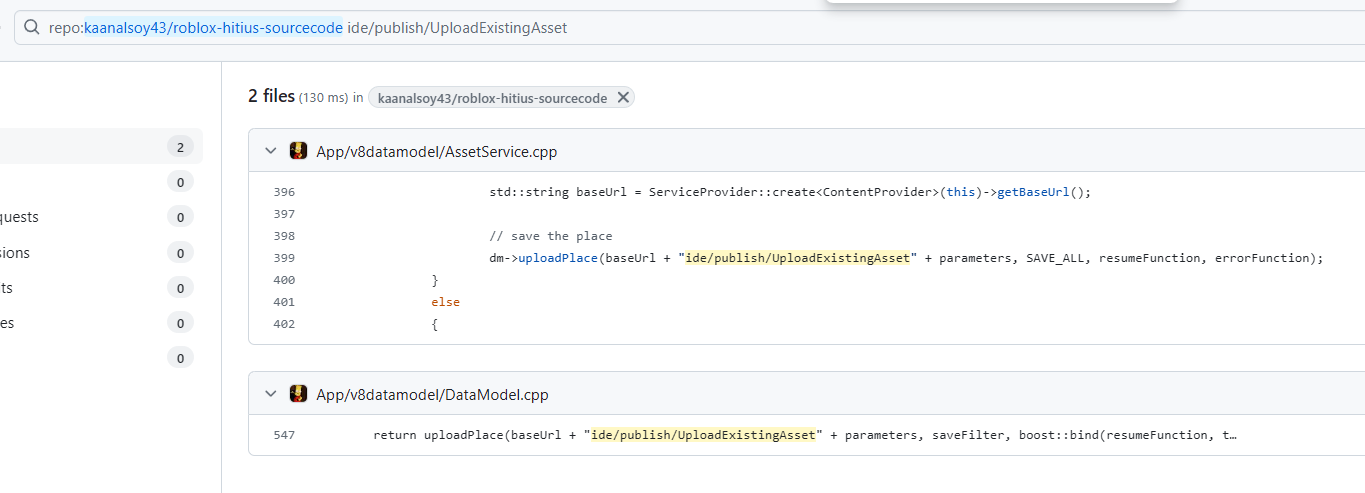 repo:kaanalsoy43/roblox-hitius-sourcecode ide/publish/UploadExistingAsset
2 files (130 ms) in kaanalsoy43/roblox-hitius-sourcecode
2
0
quests 0
sions 0
ts 0
es 0
0
App/v8datamodel/AssetService.cpp
396 std::string baseUrl = ServiceProvider::create<ContentProvider>(this)->getBaseUrl();
397
398 // save the place
399 dm->uploadPlace(baseUrl + "ide/publish/UploadExistingAsset" + parameters, SAVE_ALL, resumeFunction, errorFunction);
400 }
401 else
402 {
App/v8datamodel/DataModel.cpp
547 return uploadPlace(baseUrl + "ide/publish/UploadExistingAsset" + parameters, saveFilter, boost::bind(resumeFunction, t…